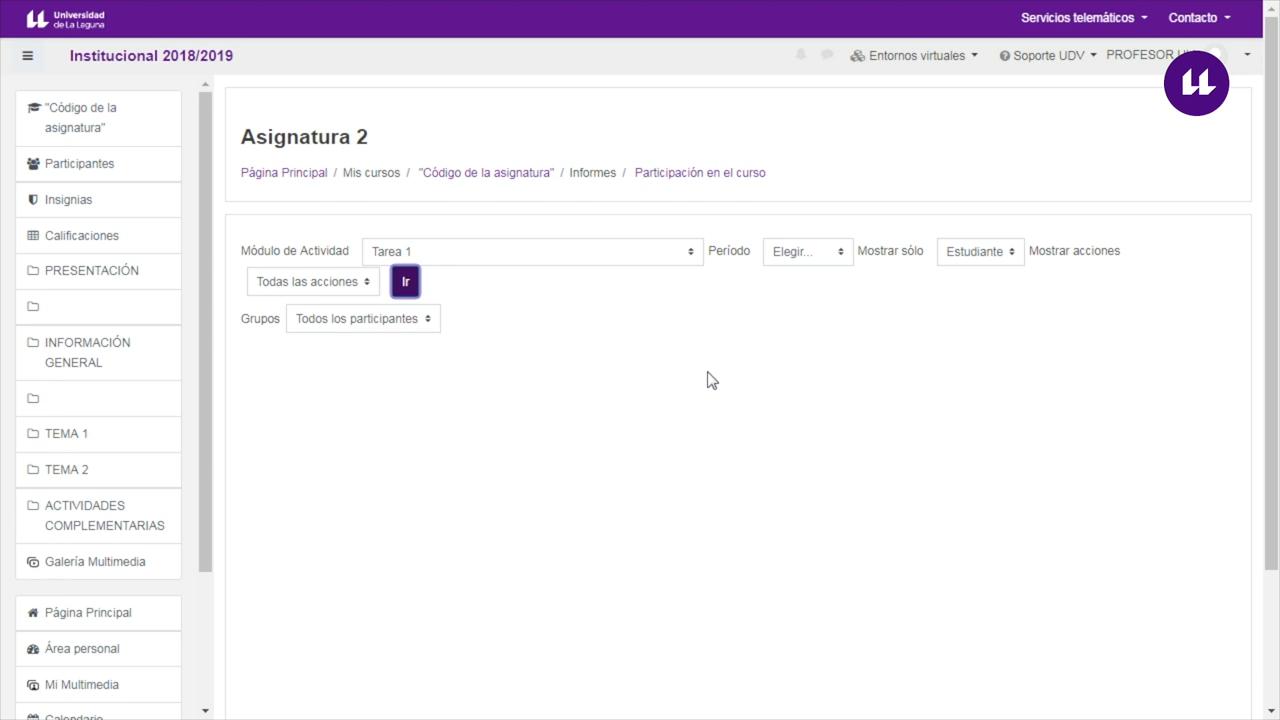 Universidad
de La Laguna
Servicios telemáticos
Contacto
Institucional 2018/2019
Entornos virtuales
Soporte UDV
PROFESOR
"Código de la
asignatura"
Participantes
Insignias
Calificaciones
PRESENTACIÓN
INFORMACIÓN
GENERAL
TEMA 1
TEMA 2
ACTIVIDADES
COMPLEMENTARIAS
Galería Multimedia
Página Principal
Área personal
Mi Multimedia
Calendario
Asignatura 2
Página Principal / Mis cursos / "Código de la asignatura" / Informes / Participación en el curso
Módulo de Actividad Tarea 1 Período Elegir... Mostrar sólo Estudiante Mostrar acciones
Todas las acciones Ir
Grupos Todos los participantes